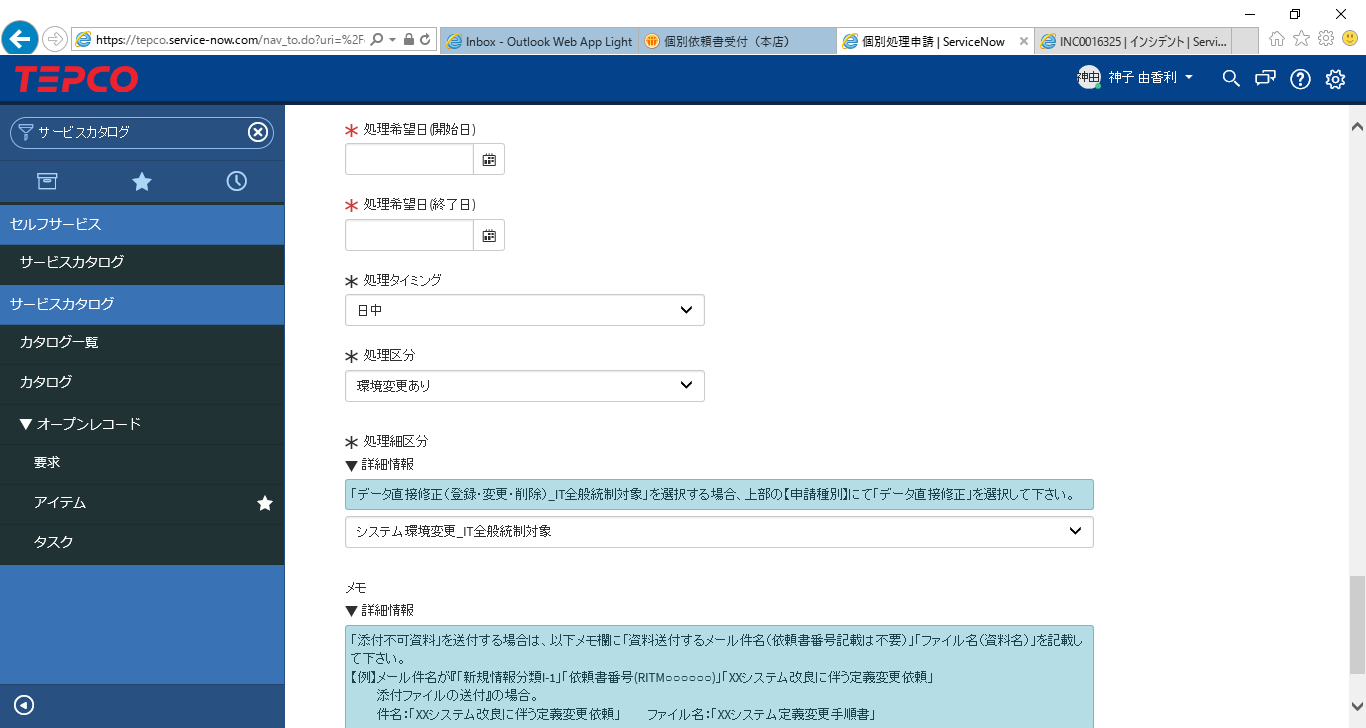 https://tepco.service-now.com/nav_to.do?uri=%2F
Inbox - Outlook Web App Light
個別依頼書受付（本店）
個別処理申請 | ServiceNow
INC0016325 | インシデント | Servi...
TEPCO
神由
神子 由香利
サービスカタログ
セルフサービス
サービスカタログ
サービスカタログ
カタログ一覧
カタログ
▼ オープンレコード
要求
アイテム
タスク
＊ 処理希望日(開始日)
＊ 処理希望日(終了日)
＊ 処理タイミング
日中
＊ 処理区分
環境変更あり
＊ 処理細区分
▼ 詳細情報
「データ直接修正（登録・変更・削除）_IT全般統制対象」を選択する場合、上部の【申請種別】にて「データ直接修正」を選択して下さい。
システム環境変更_IT全般統制対象
メモ
▼ 詳細情報
「添付不可資料」を送付する場合は、以下メモ欄に「資料送付するメール件名（依頼書番号記載は不要）」「ファイル名（資料名）」を記載し
て下さい。
【例】メール件名が『「新規情報分類I-1」「依頼書番号(RITM○○○○○○)」「XXシステム改良に伴う定義変更依頼」
添付ファイルの送付』の場合。
件名：「XXシステム改良に伴う定義変更依頼」　ファイル名：「XXシステム定義変更手順書」